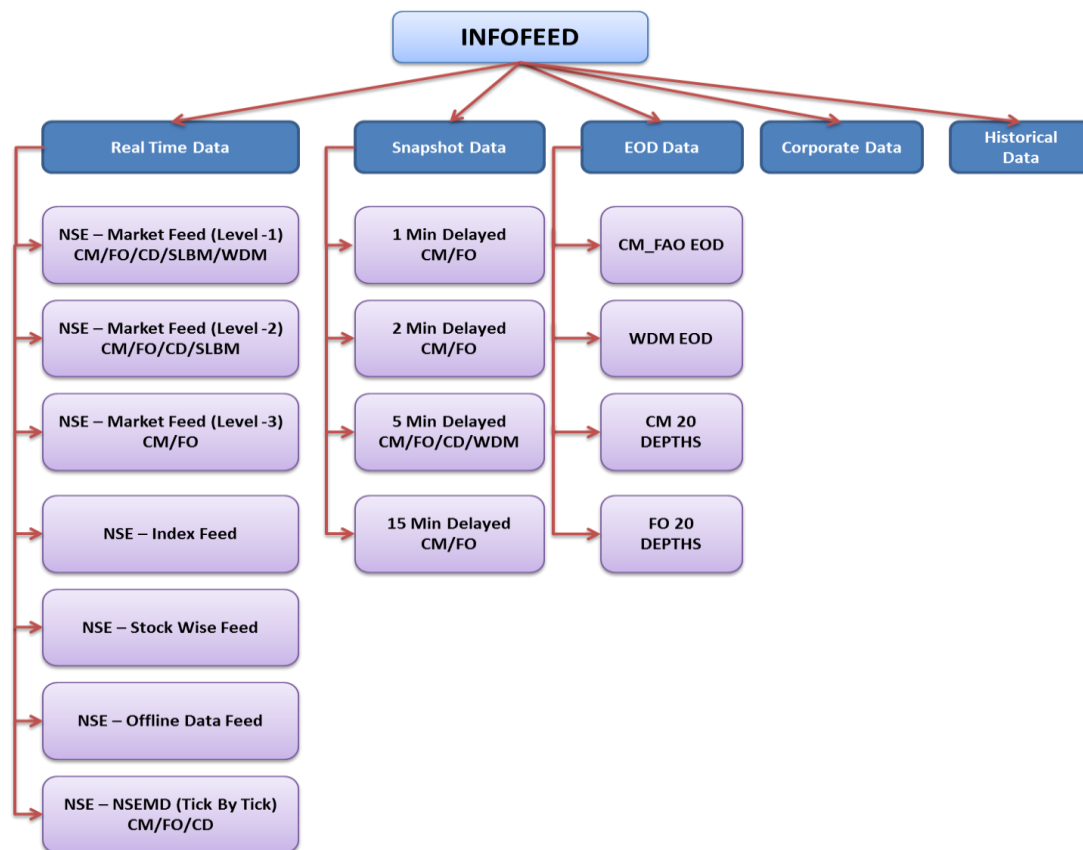 INFOFEED
Real Time Data
Snapshot Data
EOD Data
Corporate Data
Historical
Data
NSE – Market Feed (Level -1)
CM/FO/CD/SLBM/WDM
NSE – Market Feed (Level -2)
CM/FO/CD/SLBM
NSE – Market Feed (Level -3)
CM/FO
NSE – Index Feed
NSE – Stock Wise Feed
NSE – Offline Data Feed
NSE – NSEMD (Tick By Tick)
CM/FO/CD
1 Min Delayed
CM/FO
2 Min Delayed
CM/FO
5 Min Delayed
CM/FO/CD/WDM
15 Min Delayed
CM/FO
CM_FAO EOD
WDM EOD
CM 20
DEPTHS
FO 20
DEPTHS